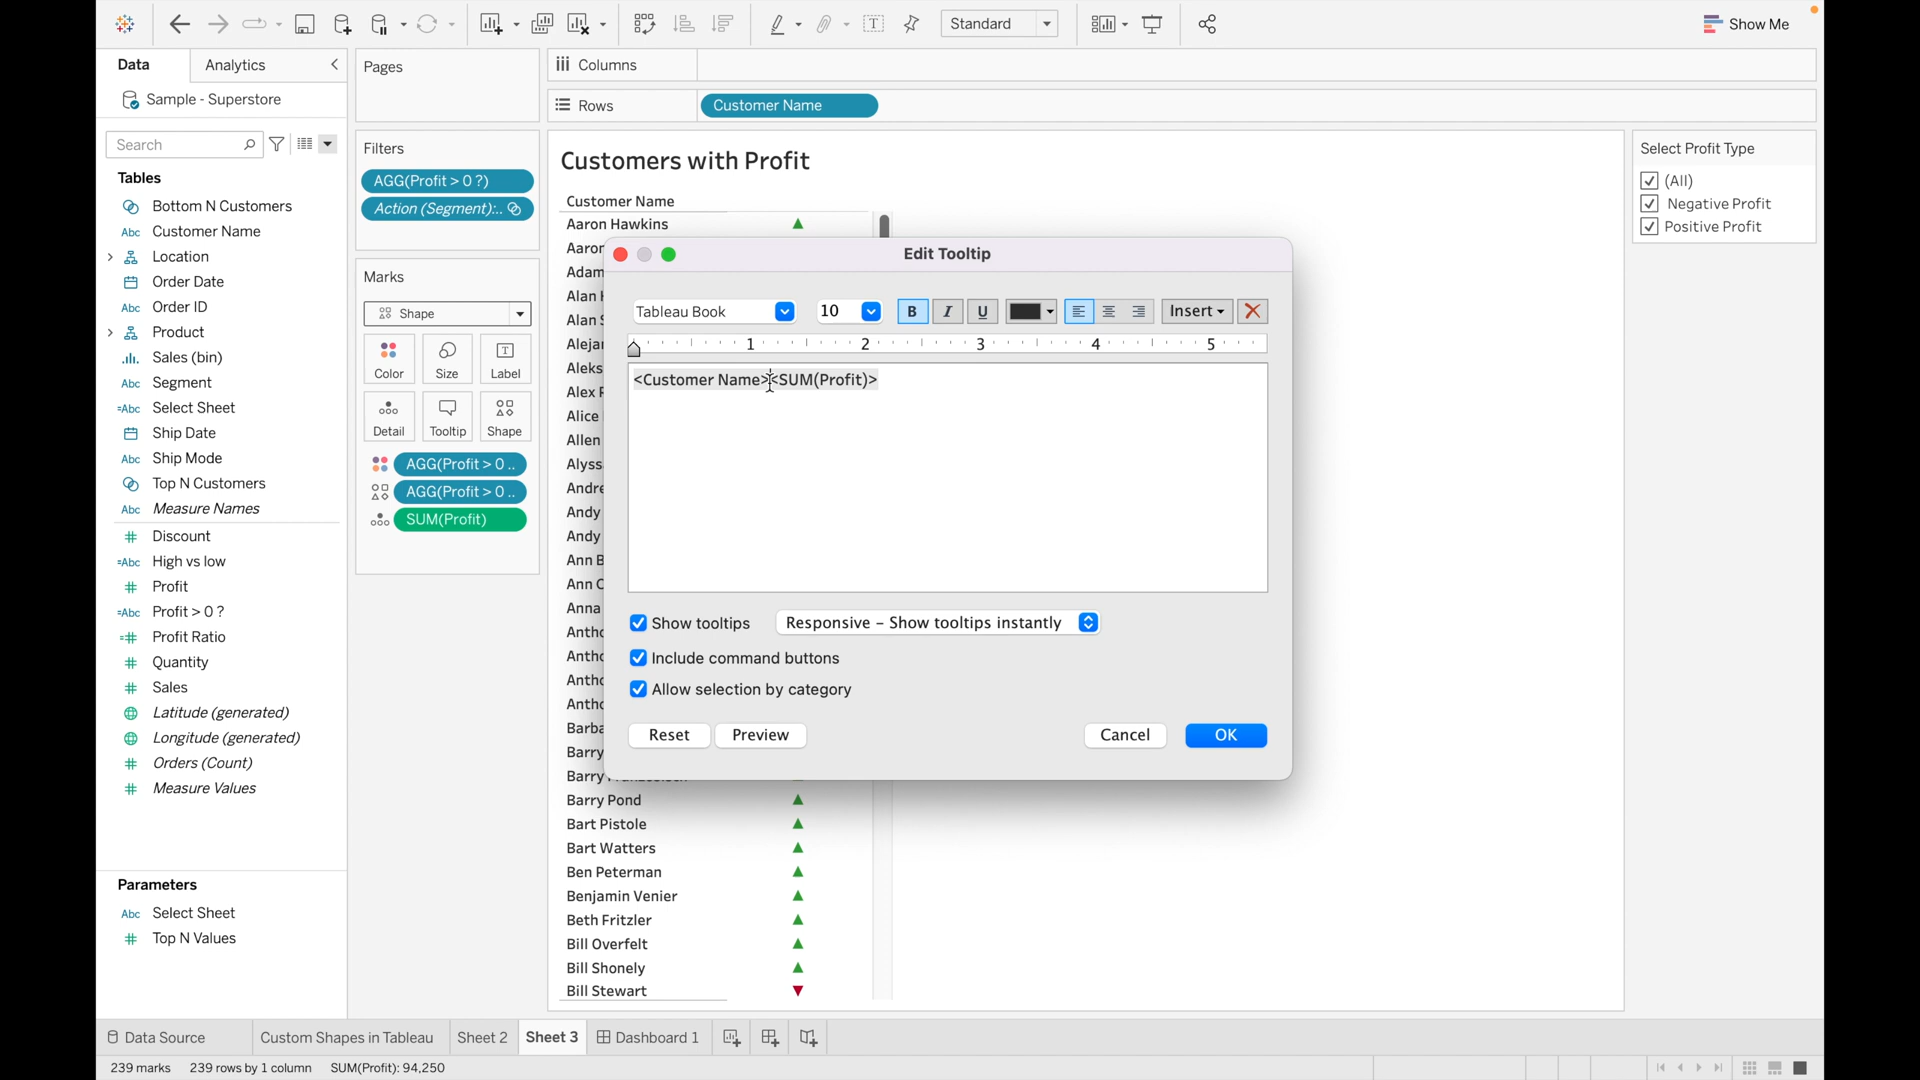 Standard
Show Me
Data
Analytics
Sample - Superstore
Search
Tables
Bottom N Customers
Abc Customer Name
Location
Order Date
Abc Order ID
Product
Sales (bin)
Abc Segment
=Abc Select Sheet
Ship Date
Abc Ship Mode
Top N Customers
Abc Measure Names
# Discount
=Abc High vs low
# Profit
=Abc Profit > 0 ?
=# Profit Ratio
# Quantity
# Sales
Latitude (generated)
Longitude (generated)
# Orders (Count)
# Measure Values
Parameters
Abc Select Sheet
# Top N Values
Pages
Filters
AGG(Profit > 0 ?)
Action (Segment):..
Marks
Shape
Color
Size
Label
Detail
Tooltip
Shape
AGG(Profit > 0 ..
AGG(Profit > 0 ..
SUM(Profit)
Columns
Rows
Customer Name
Customers with Profit
Customer Name
Aaron Hawkins
Barry Pond
Bart Pistole
Bart Watters
Ben Peterman
Benjamin Venier
Beth Fritzler
Bill Overfelt
Bill Shonely
Bill Stewart
Edit Tooltip
Tableau Book
10
B
I
U
Insert
1 2 3 4 5
<Customer Name><SUM(Profit)>
Show tooltips
Responsive – Show tooltips instantly
Include command buttons
Allow selection by category
Reset
Preview
Cancel
OK
Select Profit Type
(All)
Negative Profit
Positive Profit
Data Source
Custom Shapes in Tableau
Sheet 2
Sheet 3
Dashboard 1
239 marks
239 rows by 1 column
SUM(Profit): 94,250